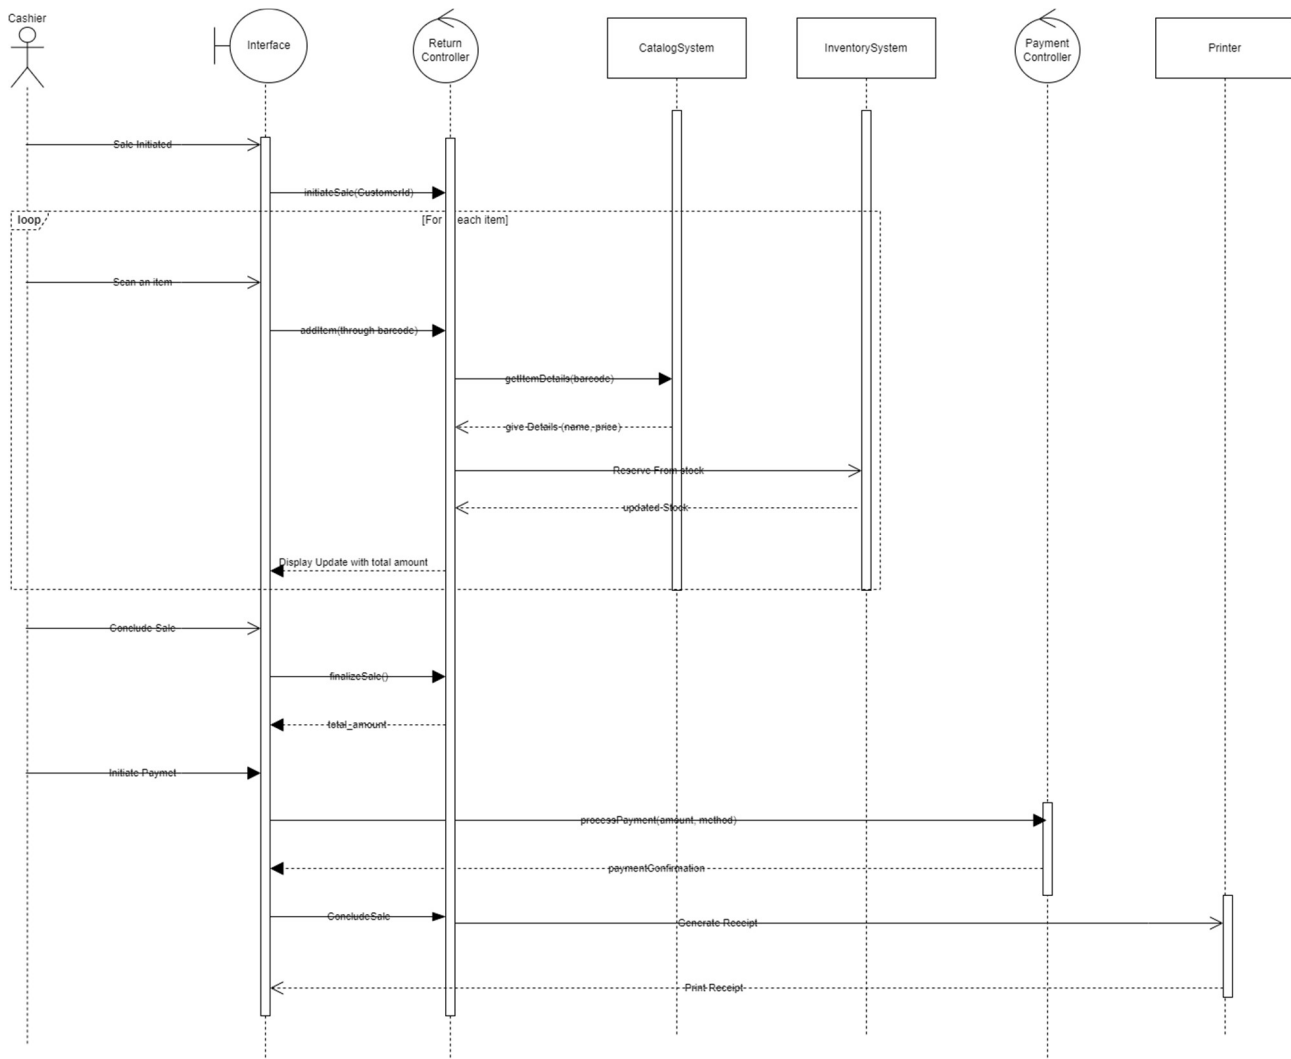 Cashier
Interface
Return
Controller
CatalogSystem
InventorySystem
Payment
Controller
Printer
Sale Initiated
initiateSale(CustomerId)
loop
[For each item]
Scan an item
addItem(through barcode)
getItemDetails(barcode)
give Details (name, price)
Reserve From stock
updated Stock
Display Update with total amount
Conclude Sale
finalizeSale()
total_amount
Initiate Paymet
processPayment(amount, method)
paymentConfirmation
ConcludeSale
Generate Receipt
Print Receipt